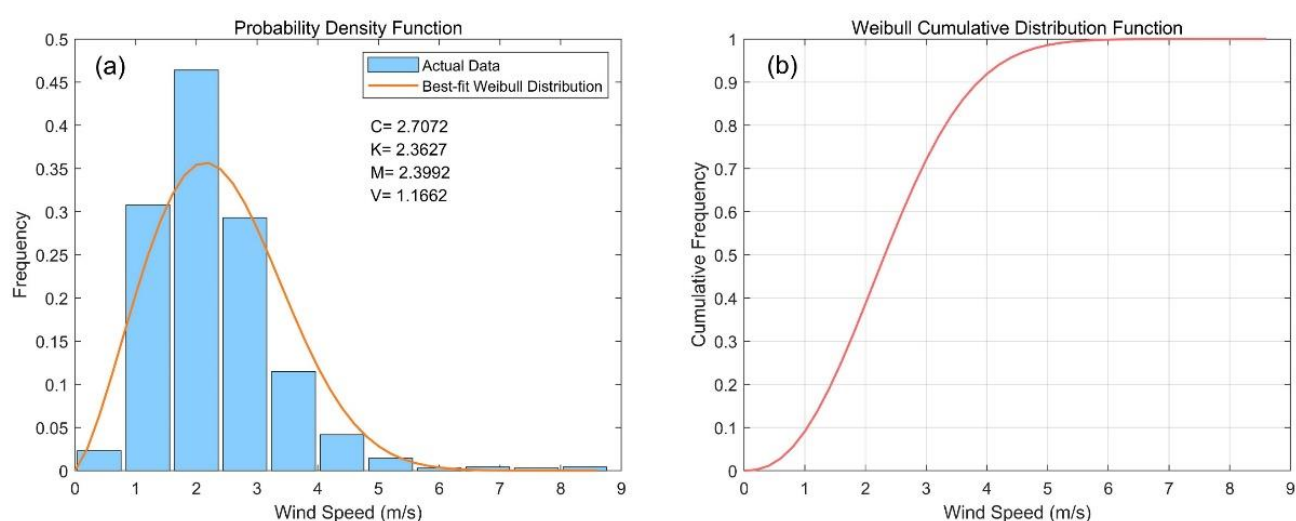 Probability Density Function
(a)
Actual Data
Best-fit Weibull Distribution
C= 2.7072
K= 2.3627
M= 2.3992
V= 1.1662
Frequency
0.5
0.45
0.4
0.35
0.3
0.25
0.2
0.15
0.1
0.05
0
0 1 2 3 4 5 6 7 8 9
Wind Speed (m/s)
Weibull Cumulative Distribution Function
(b)
Cumulative Frequency
1
0.9
0.8
0.7
0.6
0.5
0.4
0.3
0.2
0.1
0
0 1 2 3 4 5 6 7 8 9
Wind Speed (m/s)